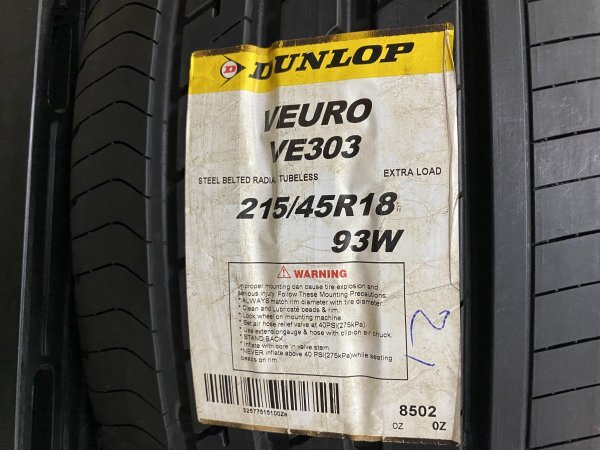 DUNLOP
VEURO
VE303
STEEL BELTED RADIAL TUBELESS EXTRA LOAD
215/45R18
93W
WARNING
Improper mounting can cause tire explosion and
serious injury. Follow These Mounting Precautions:
* ALWAYS match rim diameter with tire diameter
* Clean and Lubricate beads & rim.
* Lock wheel on mounting machine.
* Set air hose relief valve at 40PSI(275kPa).
* Use extension gauge & hose with clip-on air chuck.
* STAND BACK.
* Inflate with core in valve stem.
*NEVER inflate above 40 PSI(275kPa)while seating
beads on rim.
8502
OZ OZ